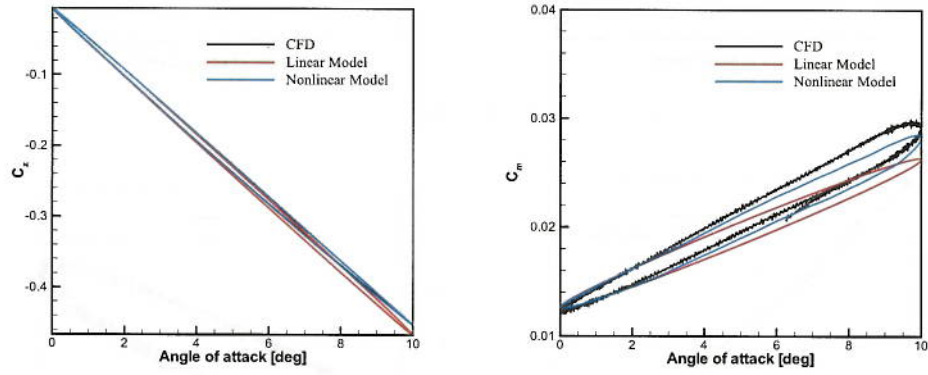 CFD
Linear Model
Nonlinear Model
-0.1
-0.2
-0.3
-0.4
C_z
0 2 4 6 8 10
Angle of attack [deg]
0.04
CFD
Linear Model
Nonlinear Model
0.03
0.02
0.01
C_m
0 2 4 6 8 10
Angle of attack [deg]